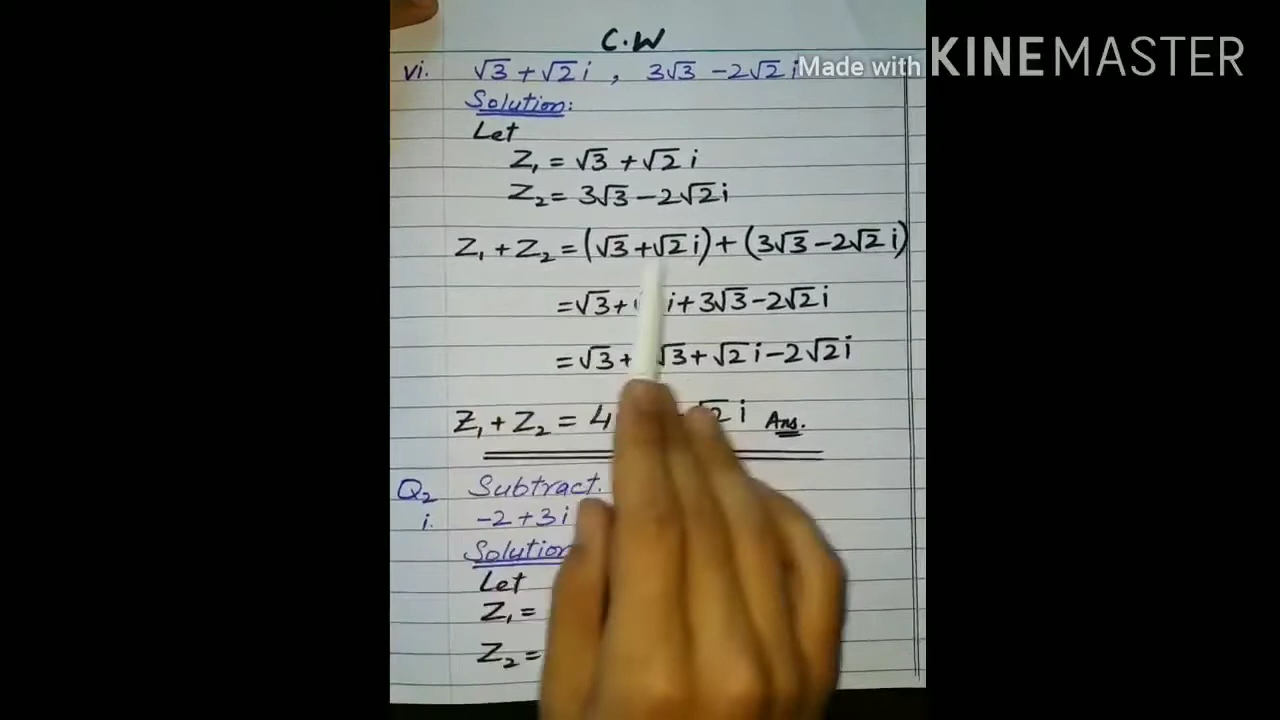 C.W
Made with KINEMASTER
vi. √3 + √2 i , 3√3 - 2√2 i
Solution:
Let
Z₁ = √3 + √2 i
Z₂ = 3√3 - 2√2 i
Z₁ + Z₂ = (√3 + √2 i) + (3√3 - 2√2 i)
= √3 + i + 3√3 - 2√2 i
= √3 + √3 + √2 i - 2√2 i
Z₁ + Z₂ = 4 √2 i Ans.
Q₂ Subtract.
i. -2 + 3i
Solution
Let
Z₁ =
Z₂ =